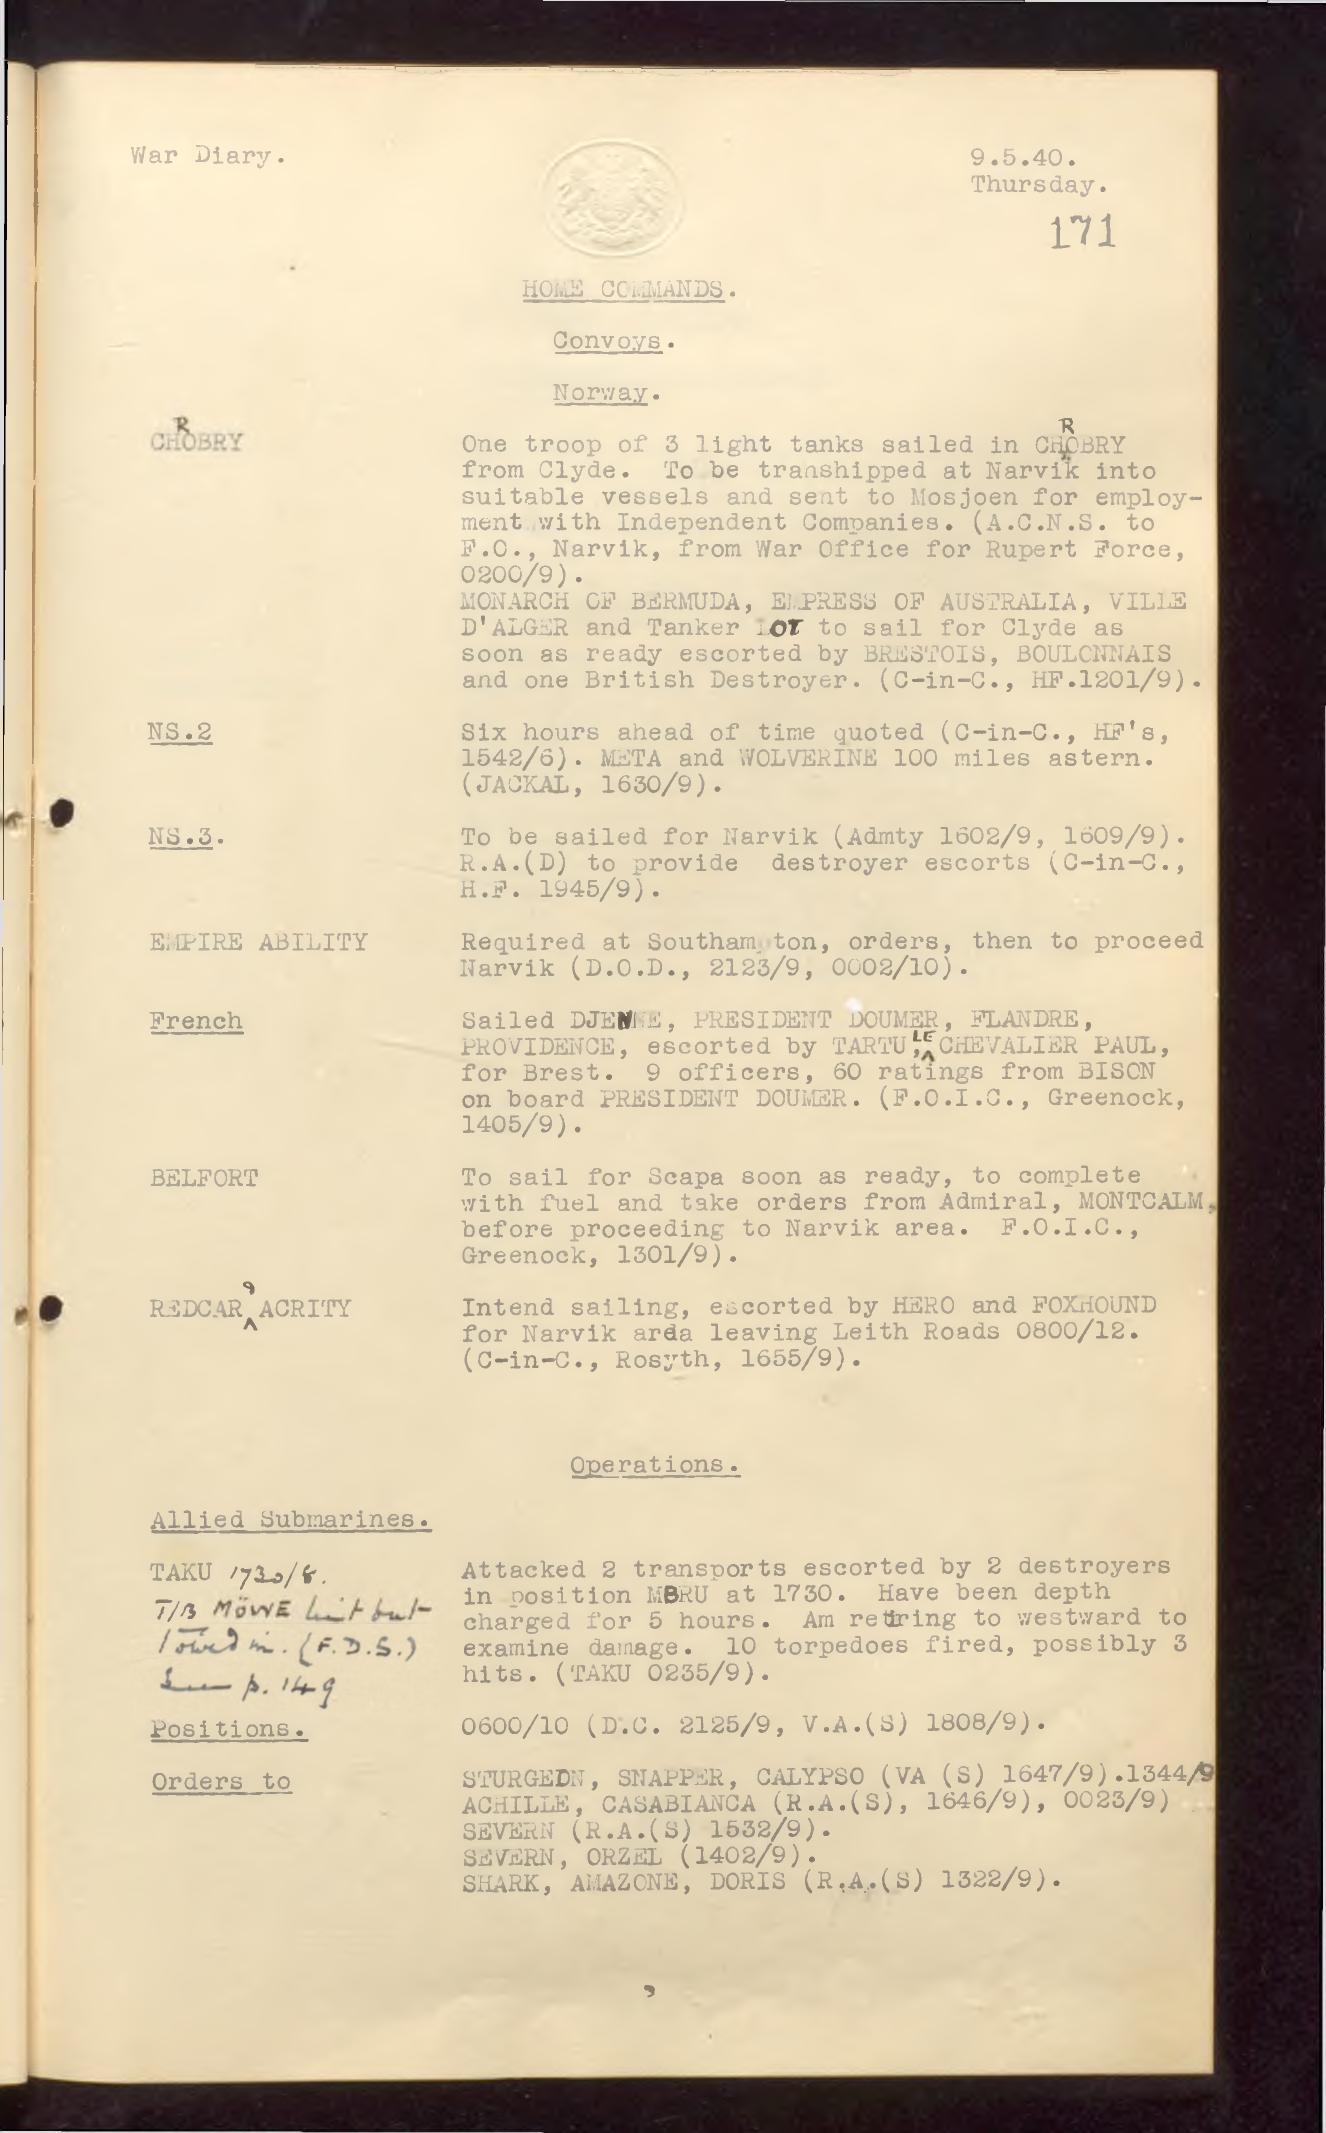 War Diary.
9.5.40.
Thursday.
171
HOME COMMANDS.
Convoys.
Norway.
CHROBRY
One troop of 3 light tanks sailed in CHROBRY
from Clyde. To be transhipped at Narvik into
suitable vessels and sent to Mosjoen for employ-
ment with Independent Companies. (A.C.N.S. to
F.O., Narvik, from War Office for Rupert Force,
0200/9).
MONARCH OF BERMUDA, EMPRESS OF AUSTRALIA, VILLE
D'ALGER and Tanker LOT to sail for Clyde as
soon as ready escorted by BRESTOIS, BOULONNAIS
and one British Destroyer. (C-in-C., HF.1201/9).
NS.2
Six hours ahead of time quoted (C-in-C., HF's,
1542/6). META and WOLVERINE 100 miles astern.
(JACKAL, 1630/9).
NS.3.
To be sailed for Narvik (Admty 1602/9, 1609/9).
R.A.(D) to provide destroyer escorts (C-in-C.,
H.F. 1945/9).
EMPIRE ABILITY
Required at Southampton, orders, then to proceed
Narvik (D.O.D., 2123/9, 0002/10).
French
Sailed DJENNE, PRESIDENT DOUMER, FLANDRE,
PROVIDENCE, escorted by TARTU, LE CHEVALIER PAUL,
for Brest. 9 officers, 60 ratings from BISON
on board PRESIDENT DOUMER. (F.O.I.C., Greenock,
1405/9).
BELFORT
To sail for Scapa soon as ready, to complete
with fuel and take orders from Admiral, MONTCALM,
before proceeding to Narvik area. F.O.I.C.,
Greenock, 1301/9).
REDCAR, ACRITY
Intend sailing, escorted by HERO and FOXHOUND
for Narvik arda leaving Leith Roads 0800/12.
(C-in-C., Rosyth, 1655/9).
Operations.
Allied Submarines.
TAKU 1730/8.
T/B MÖWE hit but
towed in. (F.D.S.)
See p. 149
Attacked 2 transports escorted by 2 destroyers
in position MBRU at 1730. Have been depth
charged for 5 hours. Am retiring to westward to
examine damage. 10 torpedoes fired, possibly 3
hits. (TAKU 0235/9).
Positions.
0600/10 (D.C. 2125/9, V.A.(S) 1808/9).
Orders to
STURGEON, SNAPPER, CALYPSO (VA (S) 1647/9).1344/9
ACHILLE, CASABIANCA (R.A.(S), 1646/9), 0023/9)
SEVERN (R.A.(S) 1532/9).
SEVERN, ORZEL (1402/9).
SHARK, AMAZONE, DORIS (R.A.(S) 1322/9).